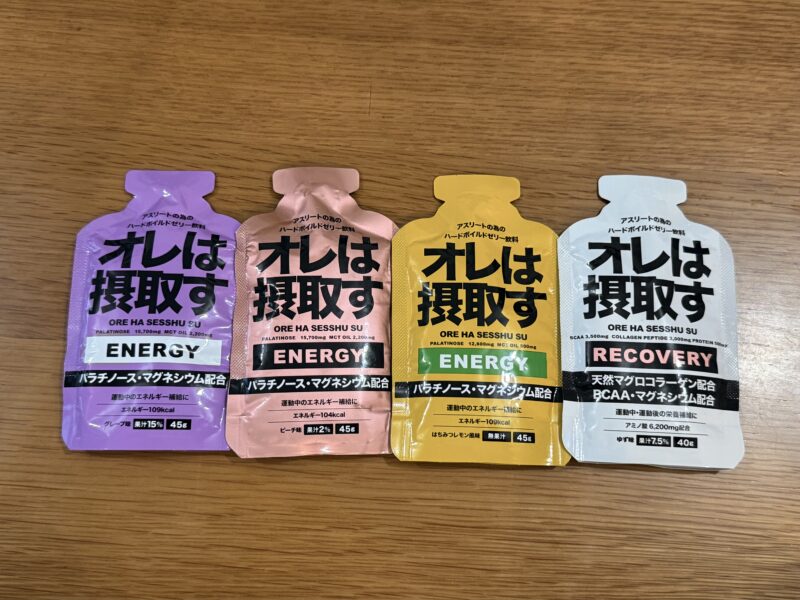 アスリートの為の
ハードボイルドゼリー飲料
オレは
摂取す
ORE HA SESSHU SU
PALATINOSE 15,700mg MCT OIL 2,200mg
ENERGY
パラチノース・マグネシウム配合
運動中のエネルギー補給に
エネルギー109kcal
グレープ味 果汁15% 45g
アスリートの為の
ハードボイルドゼリー飲料
オレは
摂取す
ORE HA SESSHU SU
PALATINOSE 15,700mg MCT OIL 2,200mg
ENERGY
パラチノース・マグネシウム配合
運動中のエネルギー補給に
エネルギー104kcal
ピーチ味 果汁2% 45g
アスリートの為の
ハードボイルドゼリー飲料
オレは
摂取す
ORE HA SESSHU SU
PALATINOSE 12,600mg MCT OIL 500mg
ENERGY
パラチノース・マグネシウム配合
運動中のエネルギー補給に
エネルギー109kcal
はちみつレモン風味 無果汁 45g
アスリートの為の
ハードボイルドゼリー飲料
オレは
摂取す
ORE HA SESSHU SU
BCAA 3,500mg COLLAGEN PEPTIDE 3,000mg PROTEIN
RECOVERY
天然マグロコラーゲン配合
BCAA・マグネシウム配合
運動中・運動後の栄養補給に
アミノ酸 6,200mg配合
ゆず味 果汁7.5% 40g